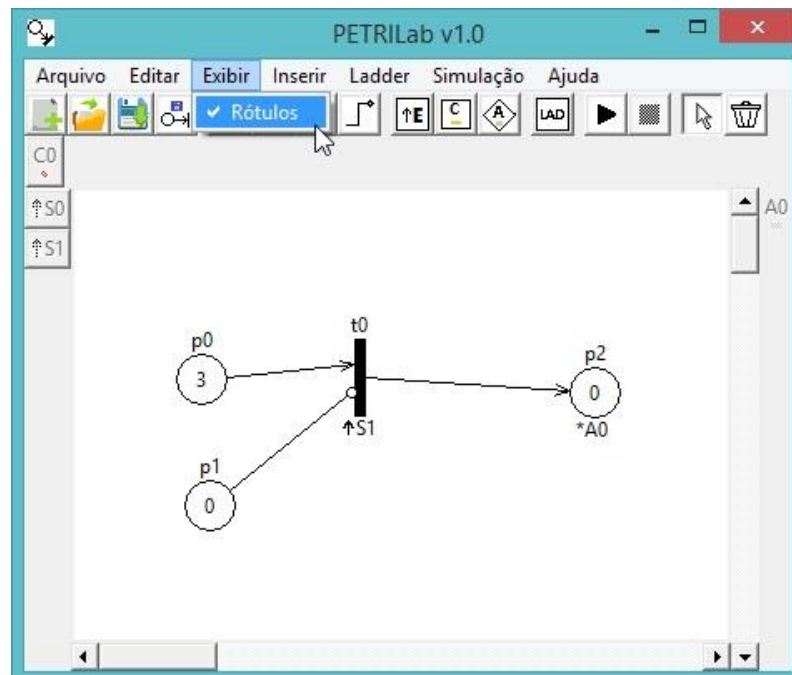 PETRILab v1.0
Arquivo Editar Exibir Inserir Ladder Simulação Ajuda
Rótulos
E C A LAD
C0
S0
A0
S1
t0
p0
p2
3
0
S1
*A0
p1
0